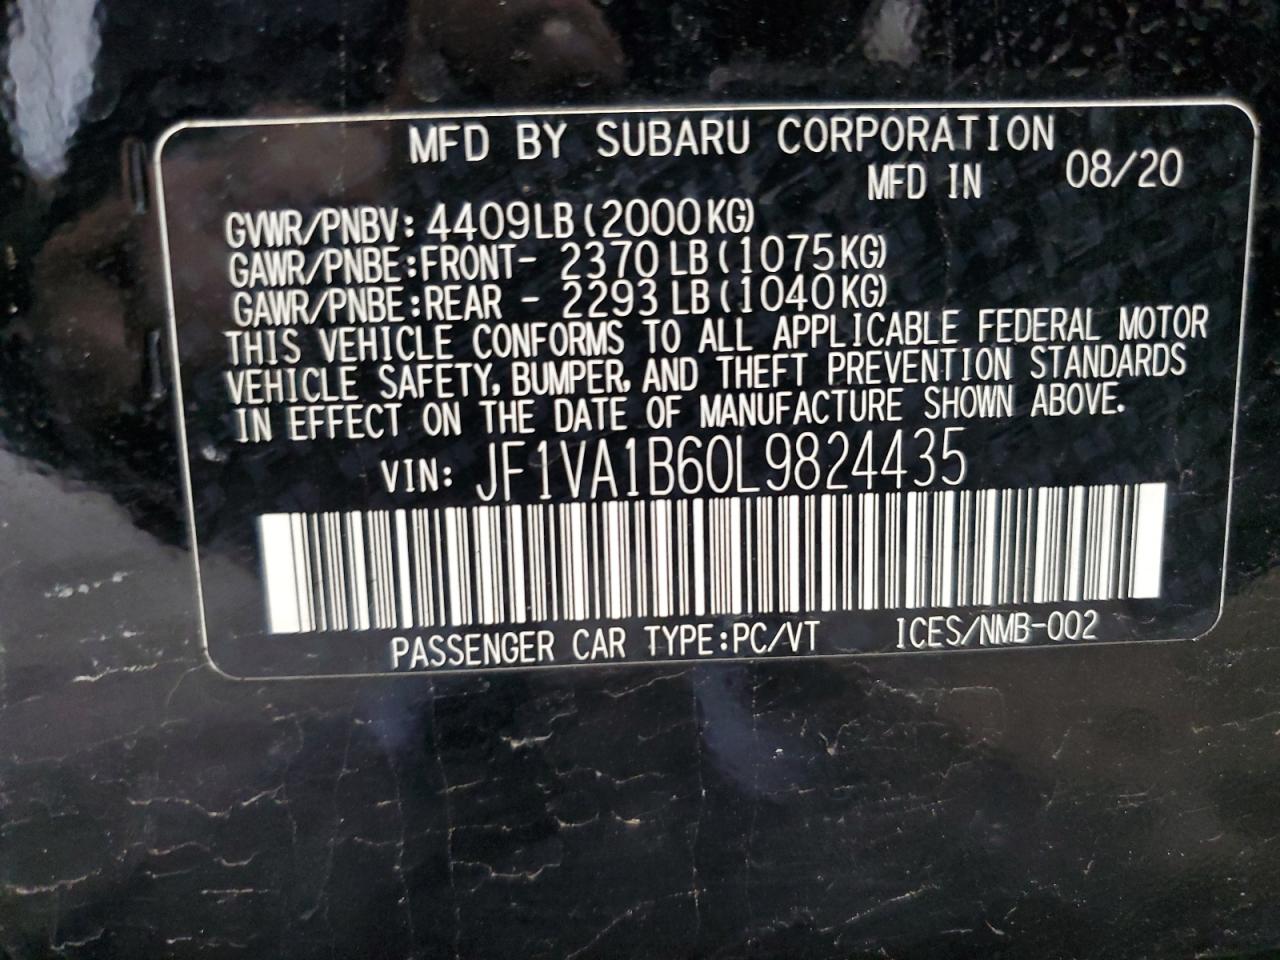 MFD BY SUBARU CORPORATION
MFD IN 08/20
GVWR/PNBV: 4409LB (2000KG)
GAWR/PNBE:FRONT- 2370 LB (1075KG)
GAWR/PNBE:REAR - 2293 LB (1040KG)
THIS VEHICLE CONFORMS TO ALL APPLICABLE FEDERAL MOTOR
VEHICLE SAFETY, BUMPER, AND THEFT PREVENTION STANDARDS
IN EFFECT ON THE DATE OF MANUFACTURE SHOWN ABOVE.
VIN: JF1VA1B60L9824435
PASSENGER CAR TYPE:PC/VT ICES/NMB-002